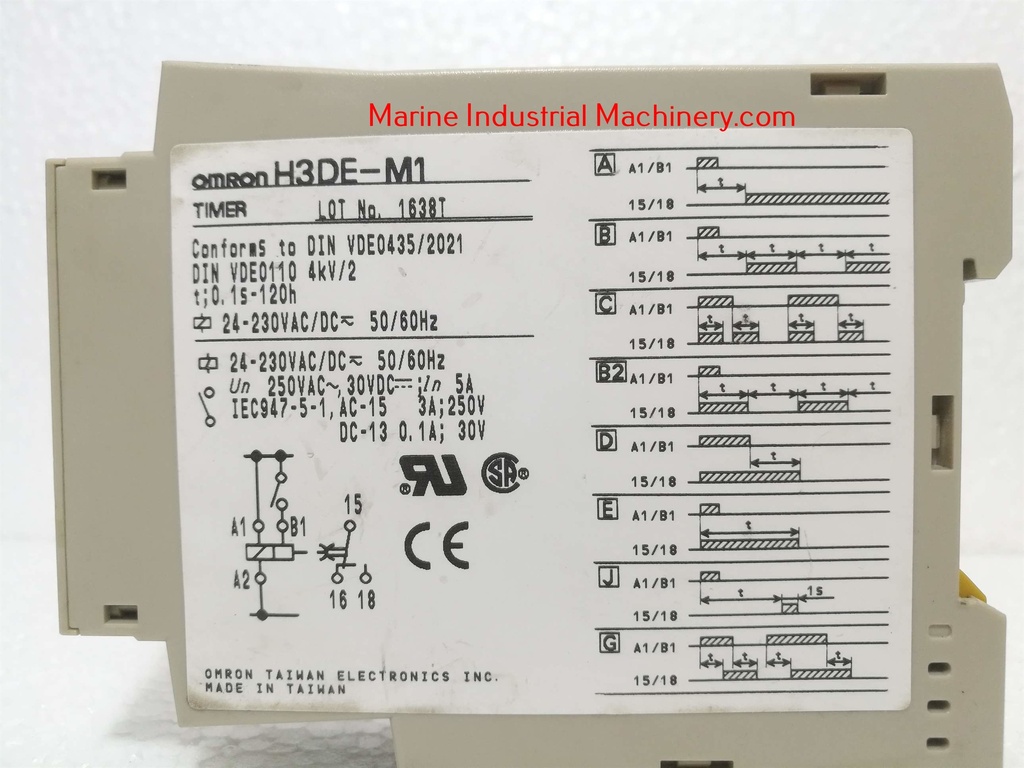 Marine Industrial Machinery.com
OMRON H3DE-M1
TIMER LOT No. 1638T
Conforms to DIN VDE0435/2021
DIN VDE0110 4kV/2
t;0.1s-120h
24-230VAC/DC≂ 50/60Hz
24-230VAC/DC≂ 50/60Hz
Un 250VAC~,30VDC⎓;In 5A
IEC947-5-1,AC-15 3A;250V
DC-13 0.1A; 30V
RU ® SA ®
CE
A1 B1 15
A2
16 18
OMRON TAIWAN ELECTRONICS INC.
MADE IN TAIWAN
A A1/B1
t
15/18
B A1/B1
t t t
15/18
C A1/B1
t t t t
15/18
B2 A1/B1
t t t t
15/18
D A1/B1
t
15/18
E A1/B1
t
15/18
J A1/B1
t 1s
15/18
G A1/B1
t t t t
15/18